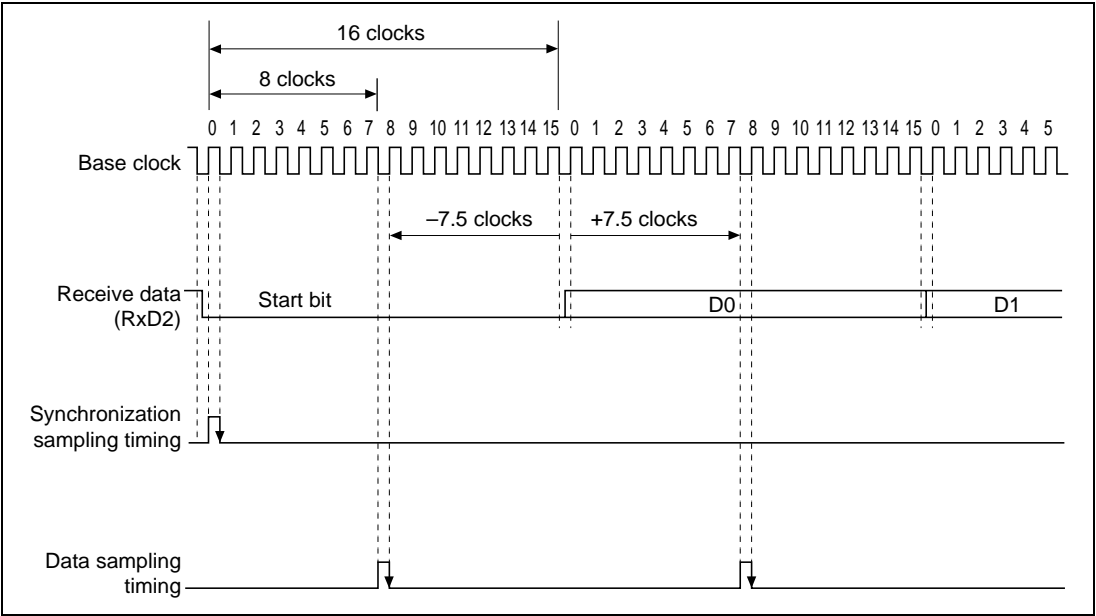 16 clocks
8 clocks
0 1 2 3 4 5 6 7 8 9 10 11 12 13 14 15 0 1 2 3 4 5 6 7 8 9 10 11 12 13 14 15 0 1 2 3 4 5
Base clock
–7.5 clocks
+7.5 clocks
Receive data
(RxD2)
Start bit
D0
D1
Synchronization
sampling timing
Data sampling
timing